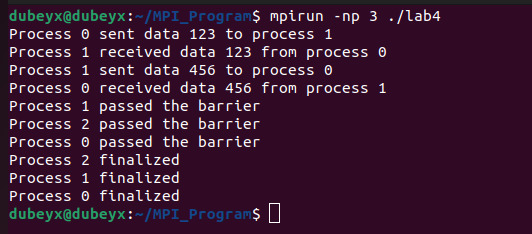 dubeyx@dubeyx:~/MPI_Program$ mpirun -np 3 ./lab4
Process 0 sent data 123 to process 1
Process 1 received data 123 from process 0
Process 1 sent data 456 to process 0
Process 0 received data 456 from process 1
Process 1 passed the barrier
Process 2 passed the barrier
Process 0 passed the barrier
Process 2 finalized
Process 1 finalized
Process 0 finalized
dubeyx@dubeyx:~/MPI_Program$